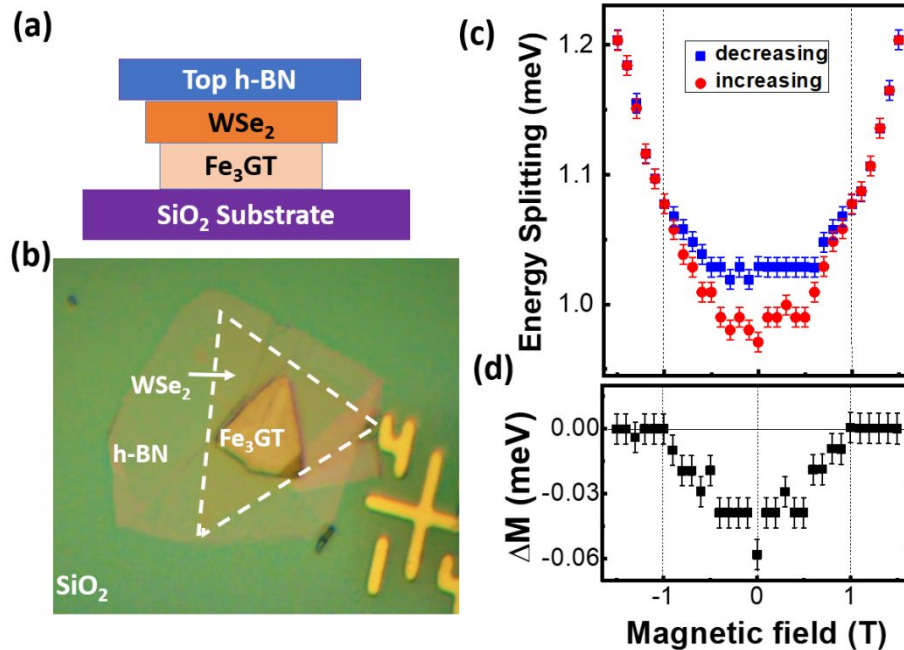 (a)
Top h-BN
WSe₂
Fe₃GT
SiO₂ Substrate
(b)
WSe₂
Fe₃GT
h-BN
SiO₂
(c)
decreasing
increasing
Energy Splitting (meV)
1.2
1.1
1.0
(d)
ΔM (meV)
0.00
-0.03
-0.06
-1 0 1
Magnetic field (T)